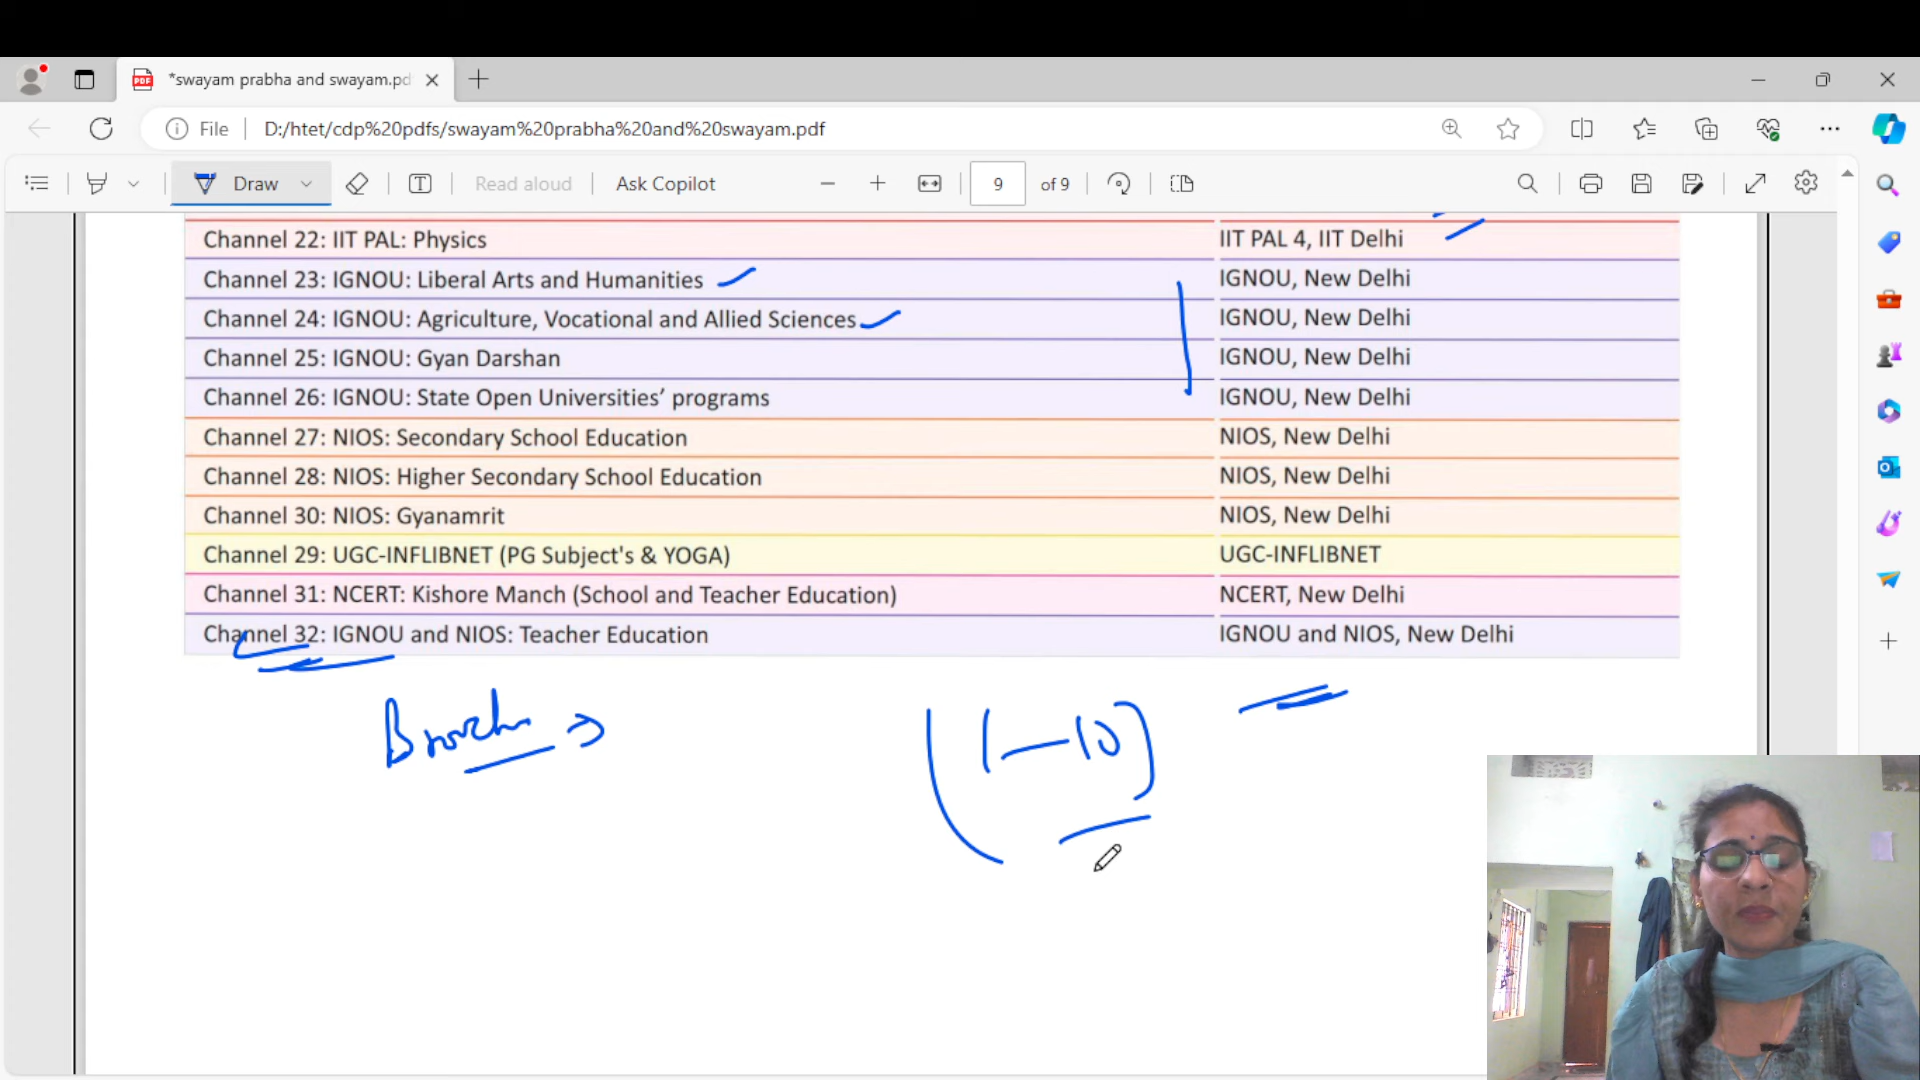 *swayam prabha and swayam.pd
File
D:/htet/cdp%20pdfs/swayam%20prabha%20and%20swayam.pdf
Draw
Read aloud
Ask Copilot
9 of 9
Channel 22: IIT PAL: Physics IIT PAL 4, IIT Delhi
Channel 23: IGNOU: Liberal Arts and Humanities IGNOU, New Delhi
Channel 24: IGNOU: Agriculture, Vocational and Allied Sciences IGNOU, New Delhi
Channel 25: IGNOU: Gyan Darshan IGNOU, New Delhi
Channel 26: IGNOU: State Open Universities’ programs IGNOU, New Delhi
Channel 27: NIOS: Secondary School Education NIOS, New Delhi
Channel 28: NIOS: Higher Secondary School Education NIOS, New Delhi
Channel 30: NIOS: Gyanamrit NIOS, New Delhi
Channel 29: UGC-INFLIBNET (PG Subject's & YOGA) UGC-INFLIBNET
Channel 31: NCERT: Kishore Manch (School and Teacher Education) NCERT, New Delhi
Channel 32: IGNOU and NIOS: Teacher Education IGNOU and NIOS, New Delhi
(1-10)